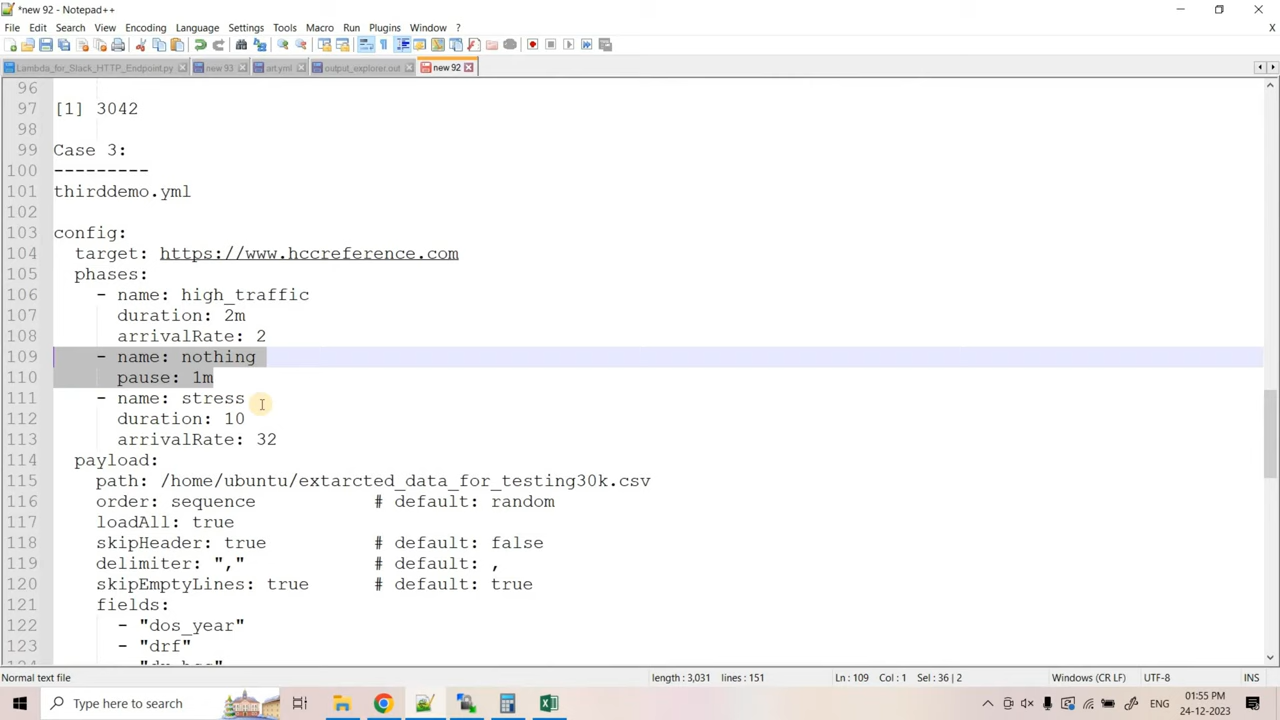 *new 92 - Notepad++
File Edit Search View Encoding Language Settings Tools Macro Run Plugins Window ? X
Lambda_for_Slack_HTTP_Endpoint.py new 93 art.yml output_explorer.out new 92
96
97 [1] 3042
98
99 Case 3:
100 ---------
101 thirddemo.yml
102
103 config:
104 target: https://www.hccreference.com
105 phases:
106 - name: high_traffic
107 duration: 2m
108 arrivalRate: 2
109 - name: nothing
110 pause: 1m
111 - name: stress
112 duration: 10
113 arrivalRate: 32
114 payload:
115 path: /home/ubuntu/extarcted_data_for_testing30k.csv
116 order: sequence # default: random
117 loadAll: true
118 skipHeader: true # default: false
119 delimiter: "," # default: ,
120 skipEmptyLines: true # default: true
121 fields:
122 - "dos_year"
123 - "drf"
Normal text file length : 3,031 lines : 151 Ln : 109 Col : 1 Sel : 36 | 2 Windows (CR LF) UTF-8 INS
Type here to search ENG 01:55 PM
24-12-2023